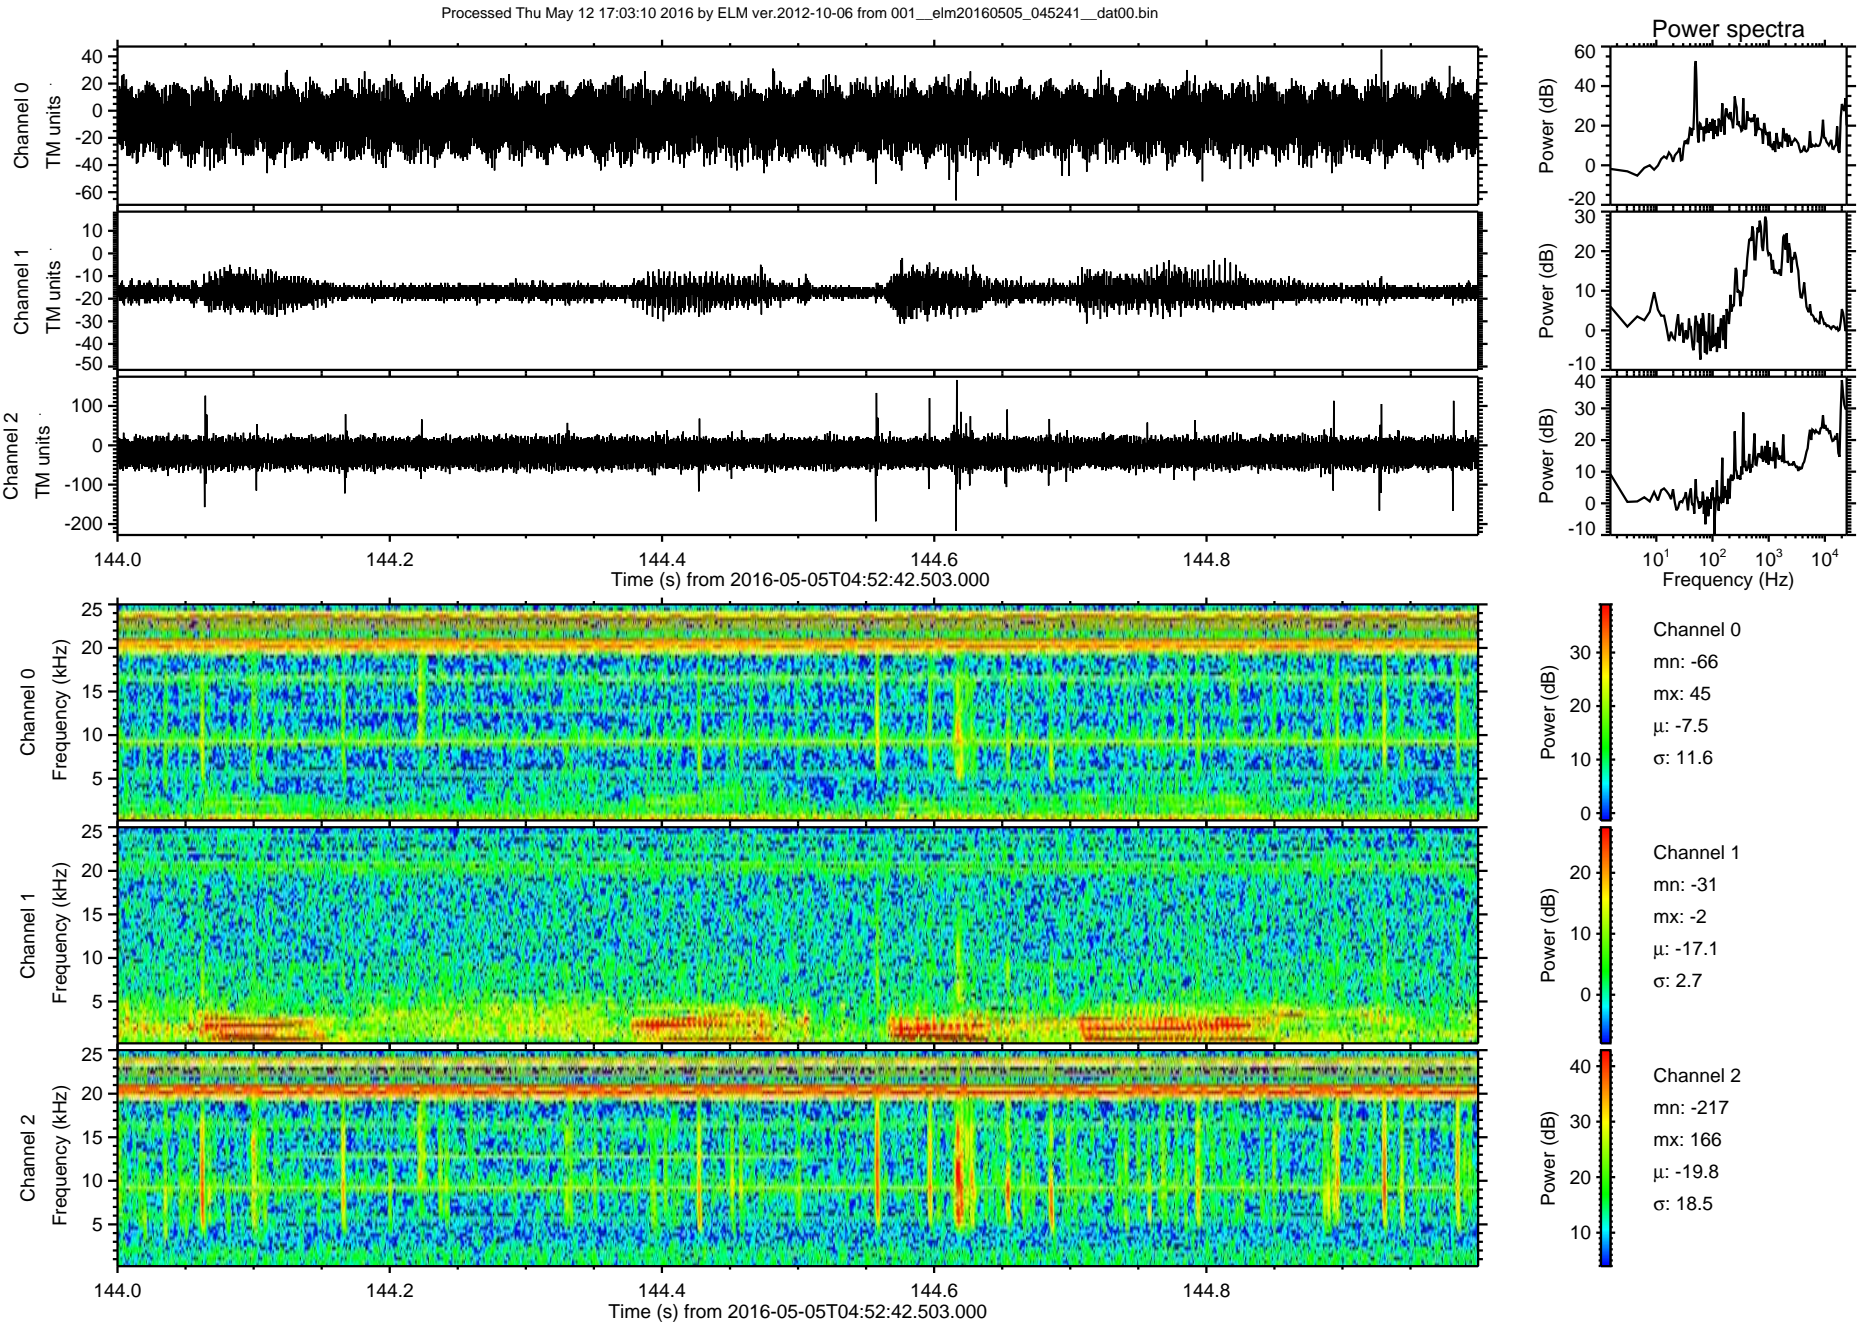 Processed Thu May 12 17:03:10 2016 by ELM ver.2012-10-06 from 001__elm20160505_045241__dat00.bin
Power spectra
Channel 0
TM units
40
20
0
-20
-40
-60
Power (dB)
60
40
20
0
-20
Channel 1
TM units
10
0
-10
-20
-30
-40
-50
Power (dB)
30
20
10
0
-10
Channel 2
TM units
100
0
-100
-200
Power (dB)
40
30
20
10
0
-10
144.0 144.2 144.4 144.6 144.8
Time (s) from 2016-05-05T04:52:42.503.000
10^1 10^2 10^3 10^4
Frequency (Hz)
Channel 0
Frequency (kHz)
25
20
15
10
5
Power (dB)
30
20
10
0
Channel 0
mn: -66
mx: 45
μ: -7.5
σ: 11.6
Channel 1
Frequency (kHz)
25
20
15
10
5
Power (dB)
20
10
0
Channel 1
mn: -31
mx: -2
μ: -17.1
σ: 2.7
Channel 2
Frequency (kHz)
25
20
15
10
5
Power (dB)
40
30
20
10
Channel 2
mn: -217
mx: 166
μ: -19.8
σ: 18.5
144.0 144.2 144.4 144.6 144.8
Time (s) from 2016-05-05T04:52:42.503.000